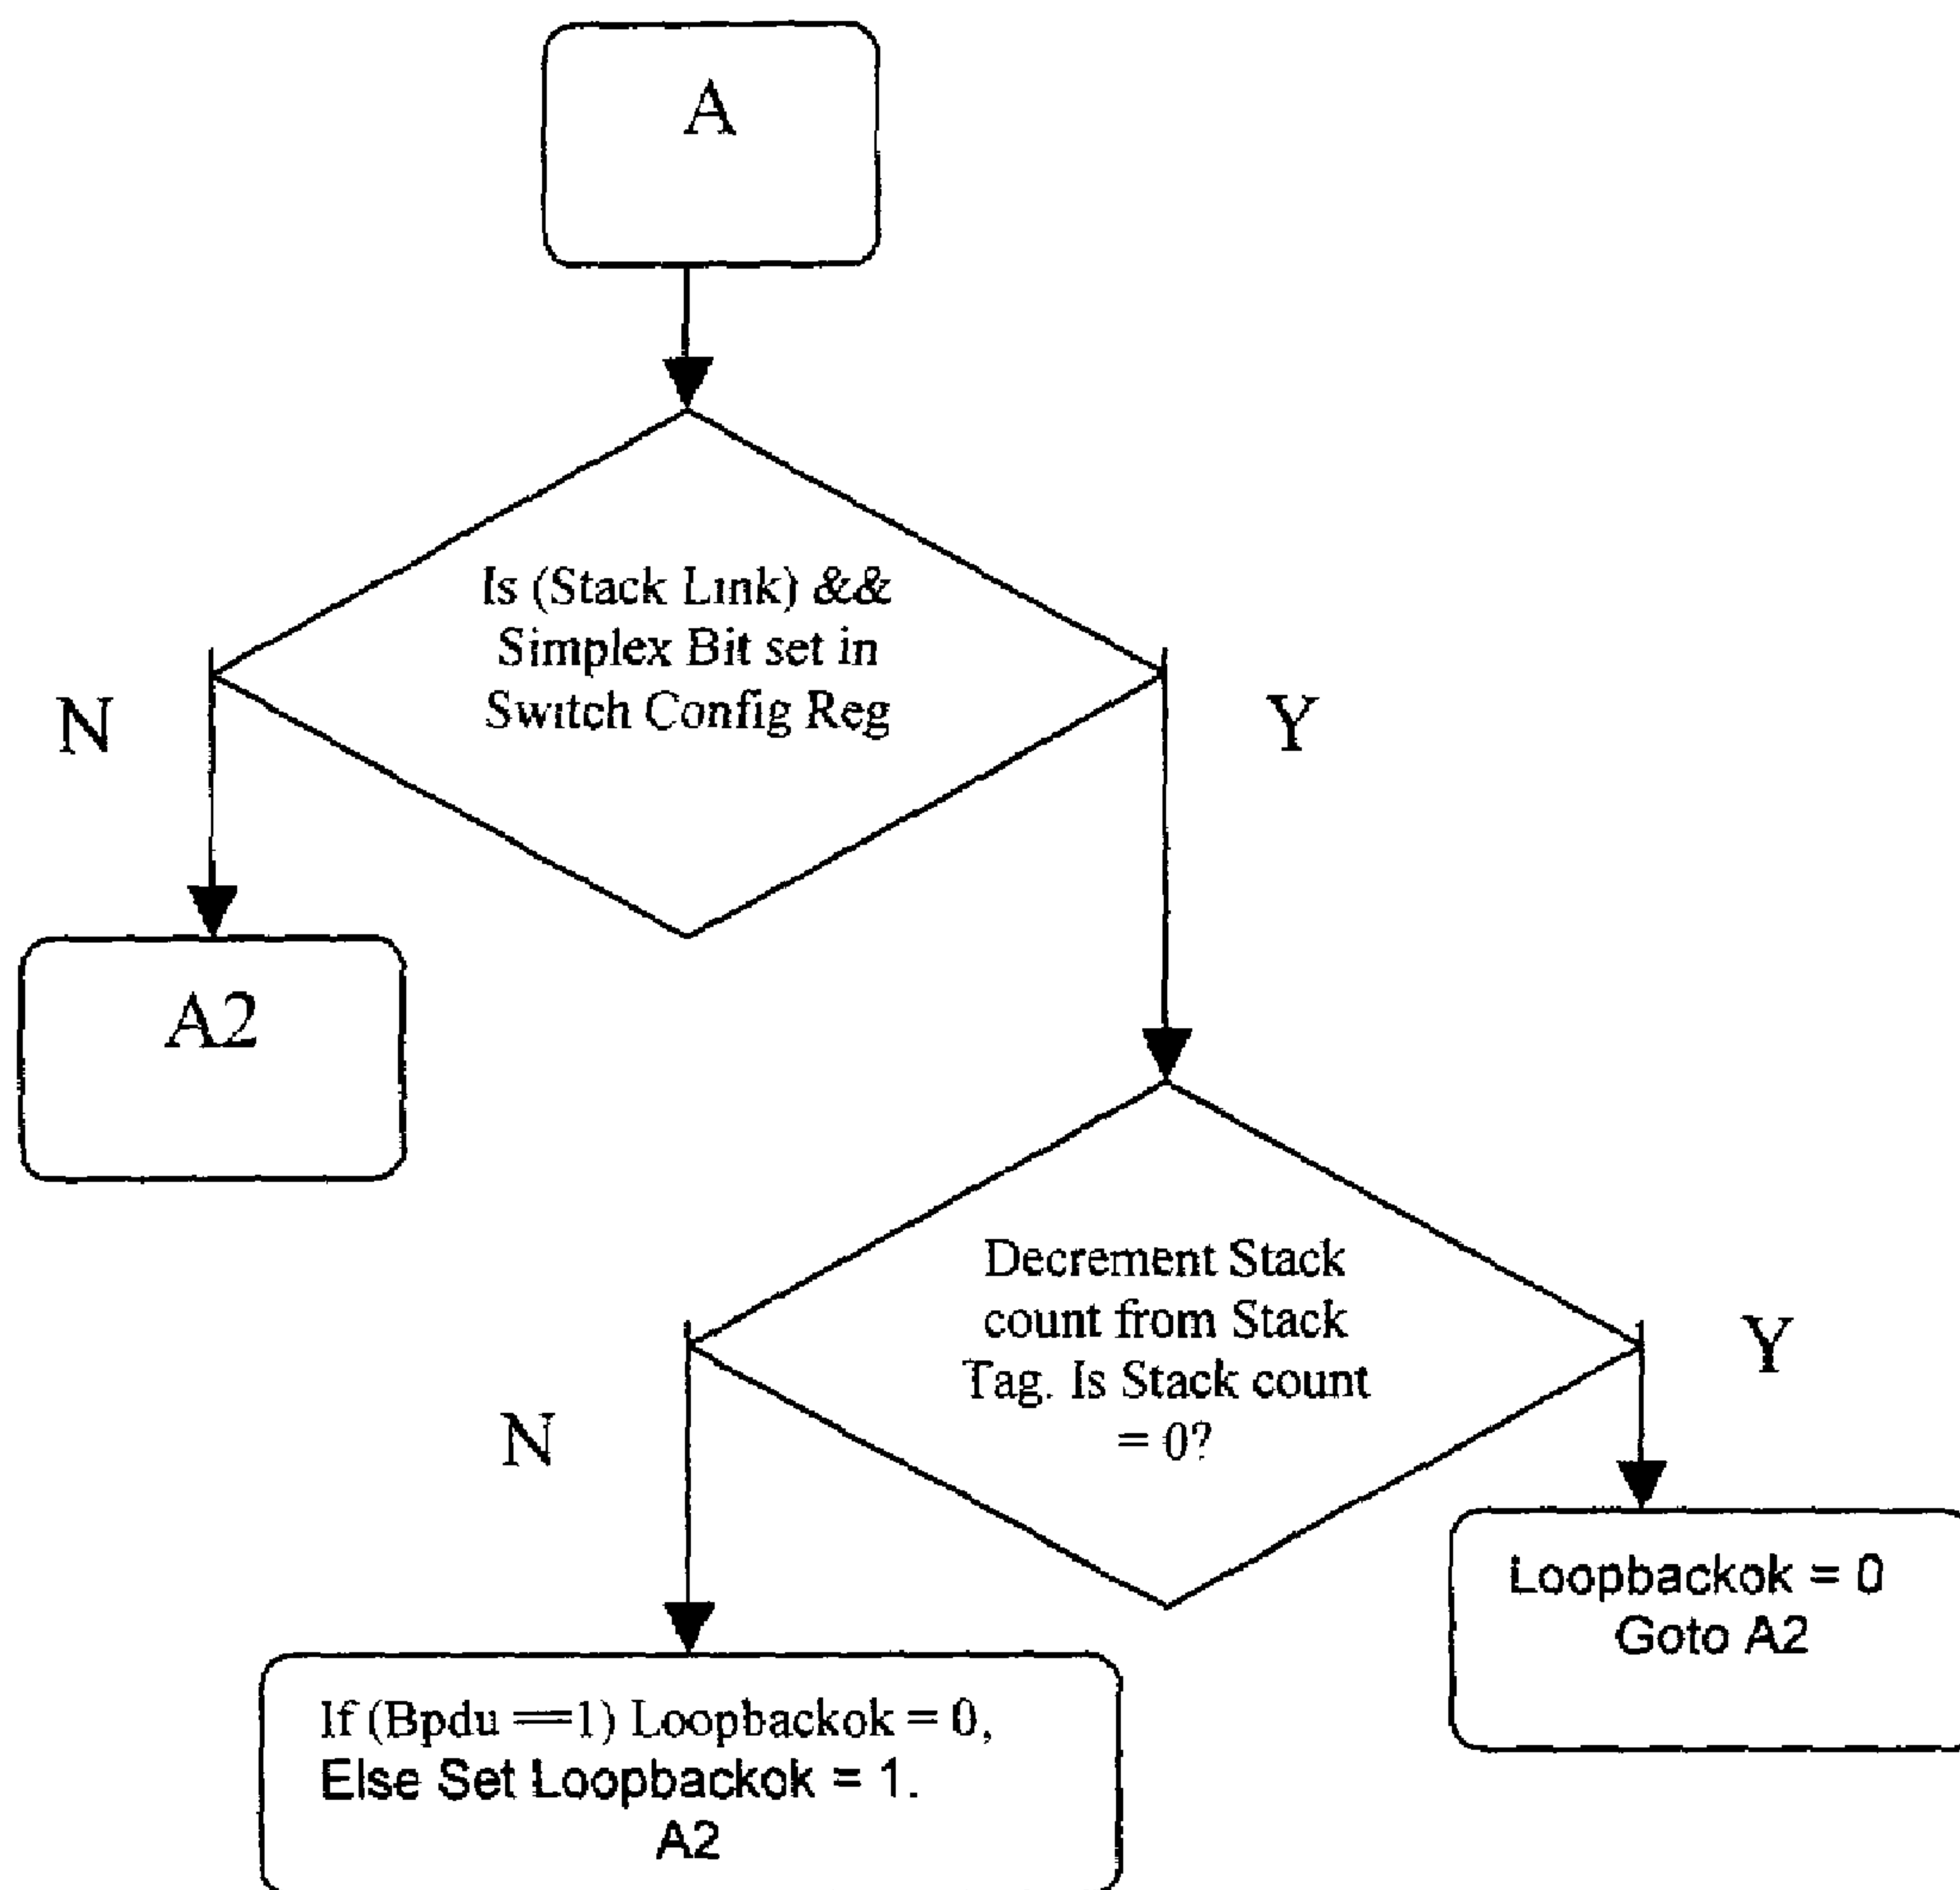 A
Is (Stack Link) &&
Simplex Bit set in
Switch Config Reg
N
Y
A2
Decrement Stack
count from Stack
Tag. Is Stack count
= 0?
N
Y
Loopbackok = 0
Goto A2
If (Bpdu ==1) Loopbackok = 0,
Else Set Loopbackok = 1.
A2